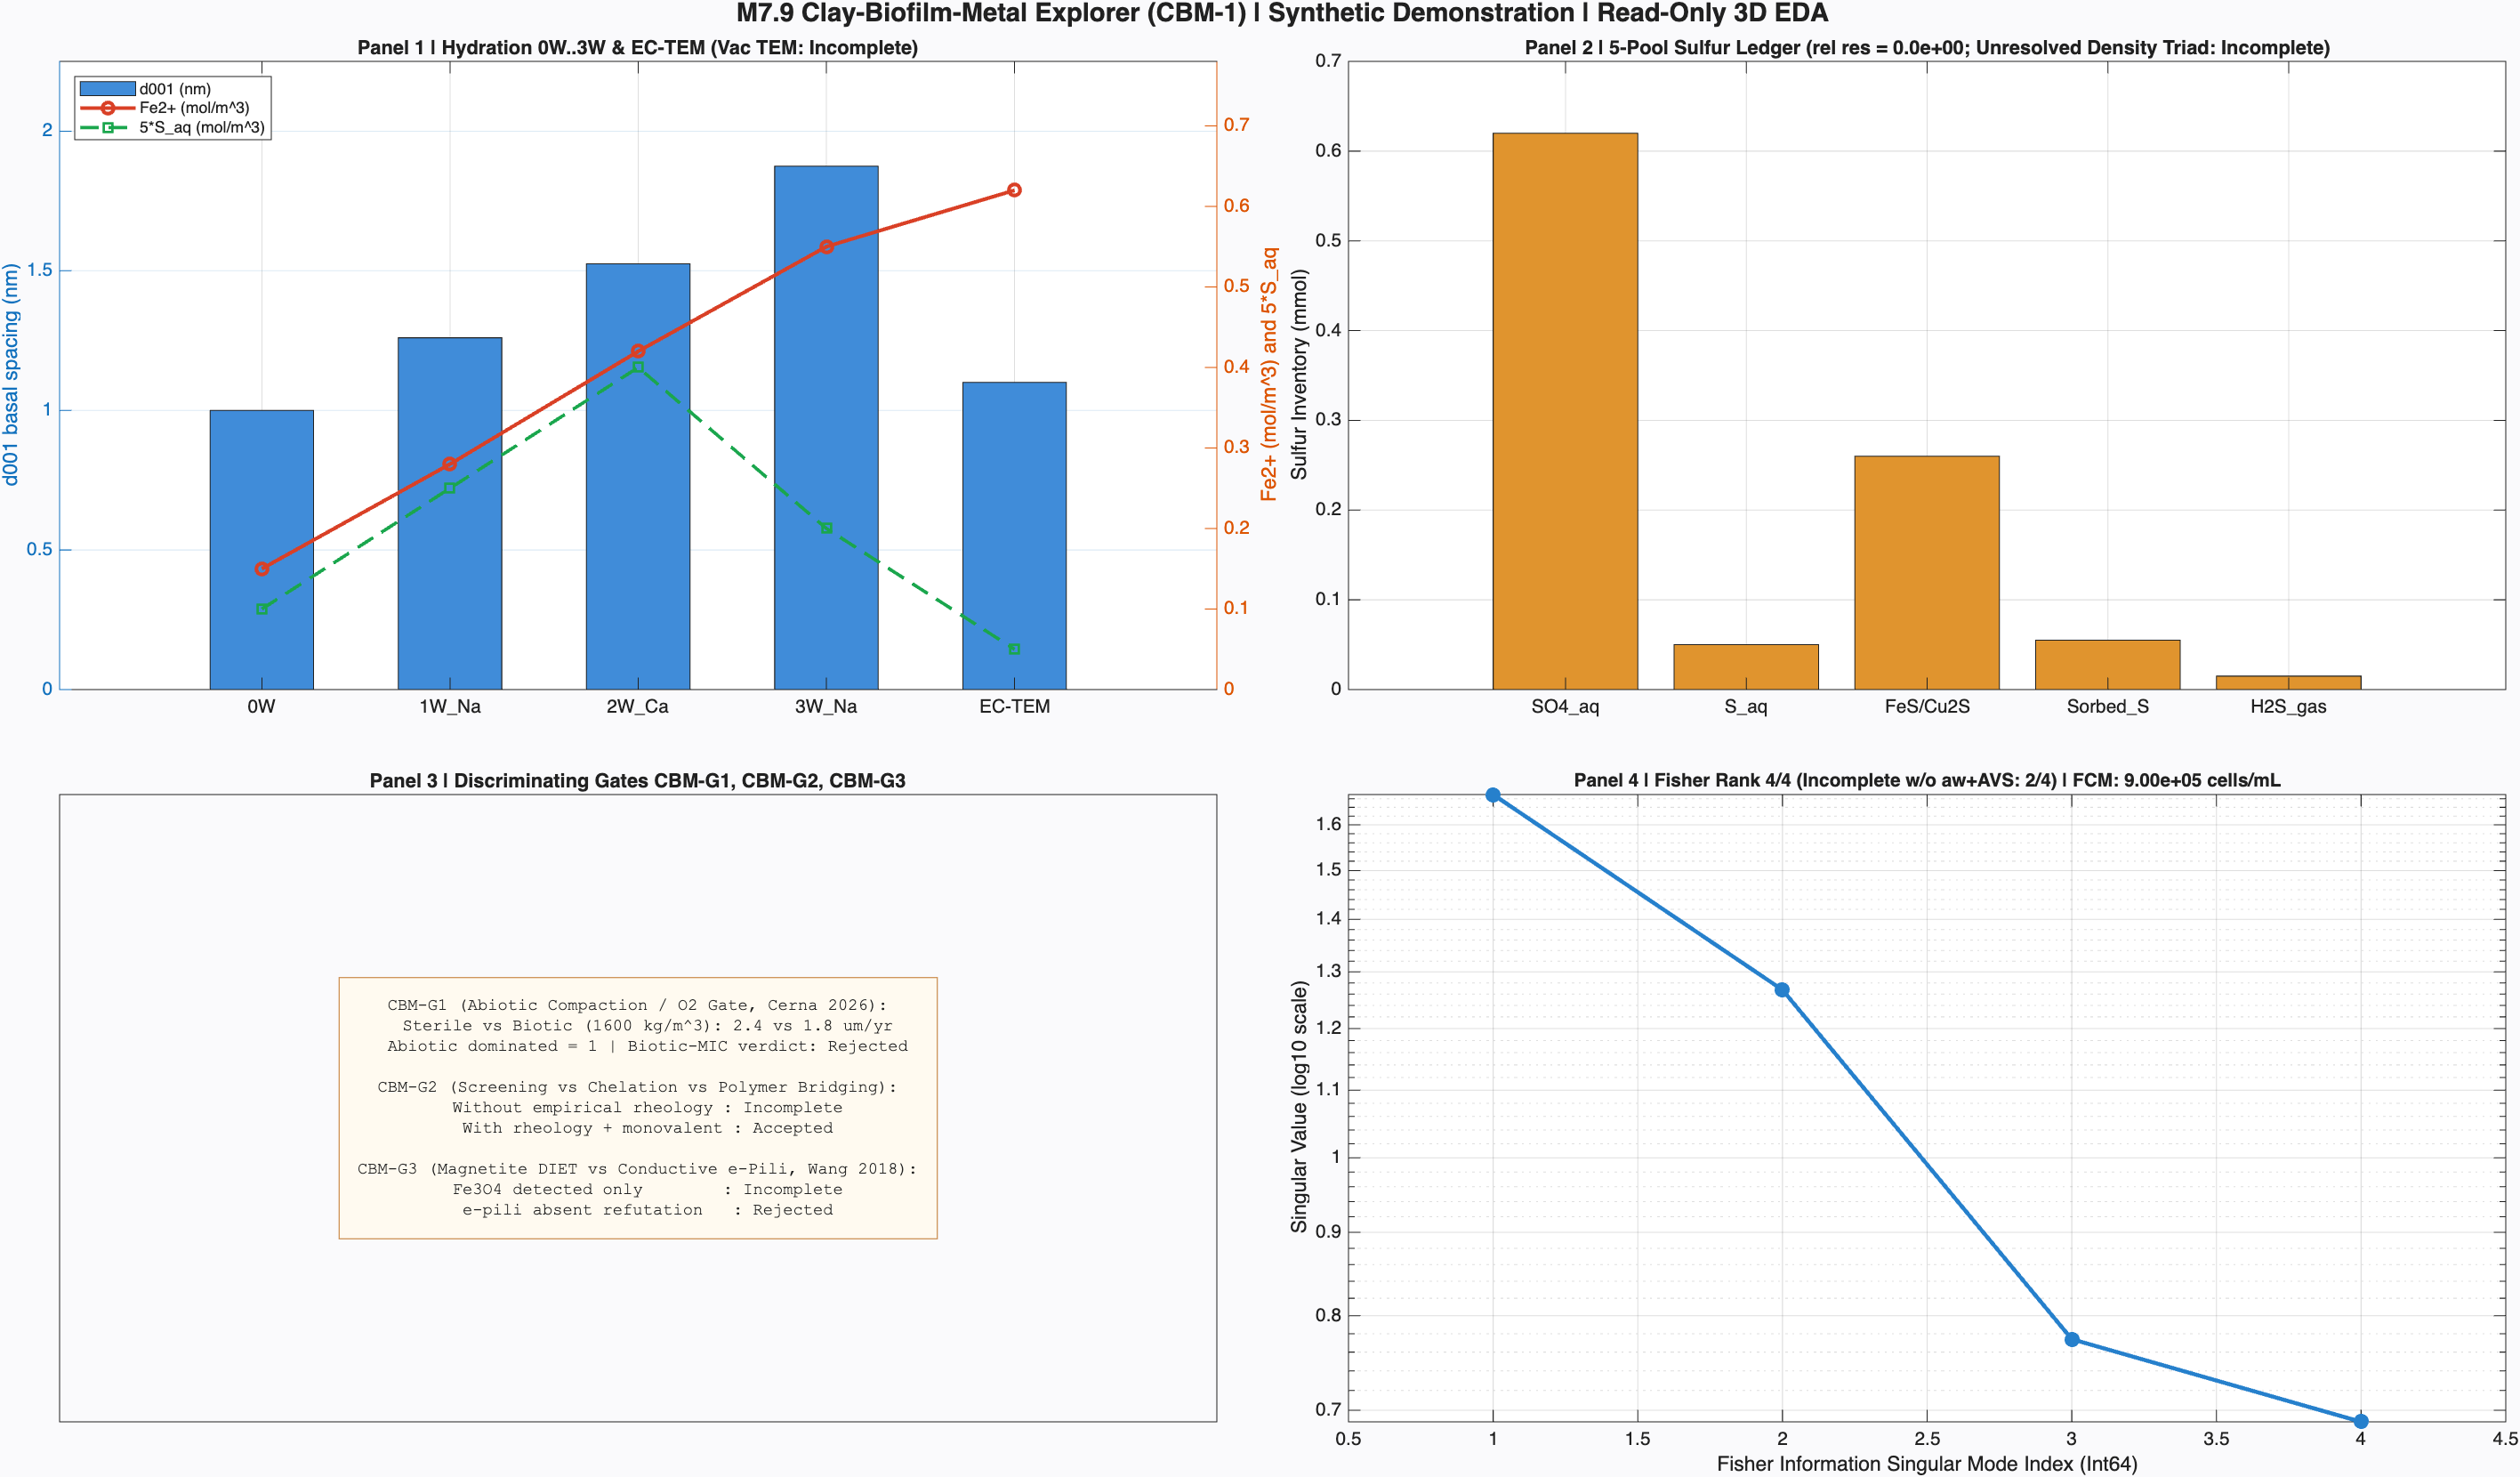 M7.9 Clay-Biofilm-Metal Explorer (CBM-1) | Synthetic Demonstration | Read-Only 3D EDA
Panel 1 | Hydration 0W..3W & EC-TEM (Vac TEM: Incomplete)
d001 (nm)
Fe2+ (mol/m^3)
5*S_aq (mol/m^3)
2
1.5
1
0.5
0
d001 basal spacing (nm)
0.7
0.6
0.5
0.4
0.3
0.2
0.1
0
Fe2+ (mol/m^3) and 5*S_aq
0W
1W_Na
2W_Ca
3W_Na
EC-TEM
Panel 2 | 5-Pool Sulfur Ledger (rel res = 0.0e+00; Unresolved Density Triad: Incomplete)
0.7
0.6
0.5
0.4
0.3
0.2
0.1
0
Sulfur Inventory (mmol)
SO4_aq
S_aq
FeS/Cu2S
Sorbed_S
H2S_gas
Panel 3 | Discriminating Gates CBM-G1, CBM-G2, CBM-G3
CBM-G1 (Abiotic Compaction / O2 Gate, Cerna 2026):
Sterile vs Biotic (1600 kg/m^3): 2.4 vs 1.8 um/yr
Abiotic dominated = 1 | Biotic-MIC verdict: Rejected
CBM-G2 (Screening vs Chelation vs Polymer Bridging):
Without empirical rheology : Incomplete
With rheology + monovalent : Accepted
CBM-G3 (Magnetite DIET vs Conductive e-Pili, Wang 2018):
Fe3O4 detected only : Incomplete
e-pili absent refutation : Rejected
Panel 4 | Fisher Rank 4/4 (Incomplete w/o aw+AVS: 2/4) | FCM: 9.00e+05 cells/mL
1.6
1.5
1.4
1.3
1.2
1.1
1
0.9
0.8
0.7
Singular Value (log10 scale)
0.5
1
1.5
2
2.5
3
3.5
4
4.5
Fisher Information Singular Mode Index (Int64)